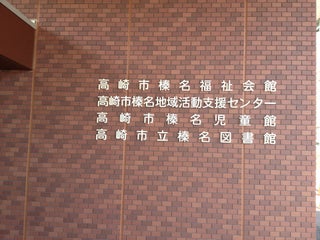 高崎市榛名福祉会館
高崎市榛名地域活動支援センター
高崎市榛名児童館
高崎市立榛名図書館